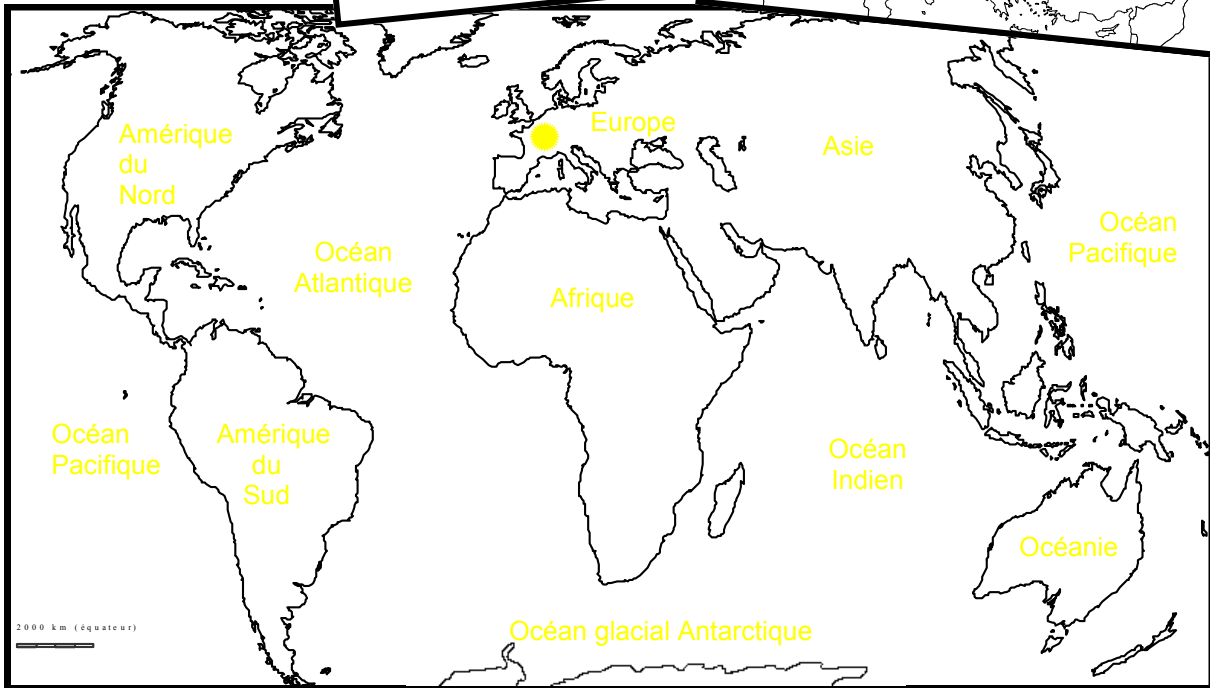 Amérique
du
Nord
Europe
Asie
Océan
Pacifique
Océan
Atlantique
Afrique
Océan
Pacifique
Amérique
du
Sud
Océan
Indien
Océanie
2000 km (équateur)
Océan glacial Antarctique